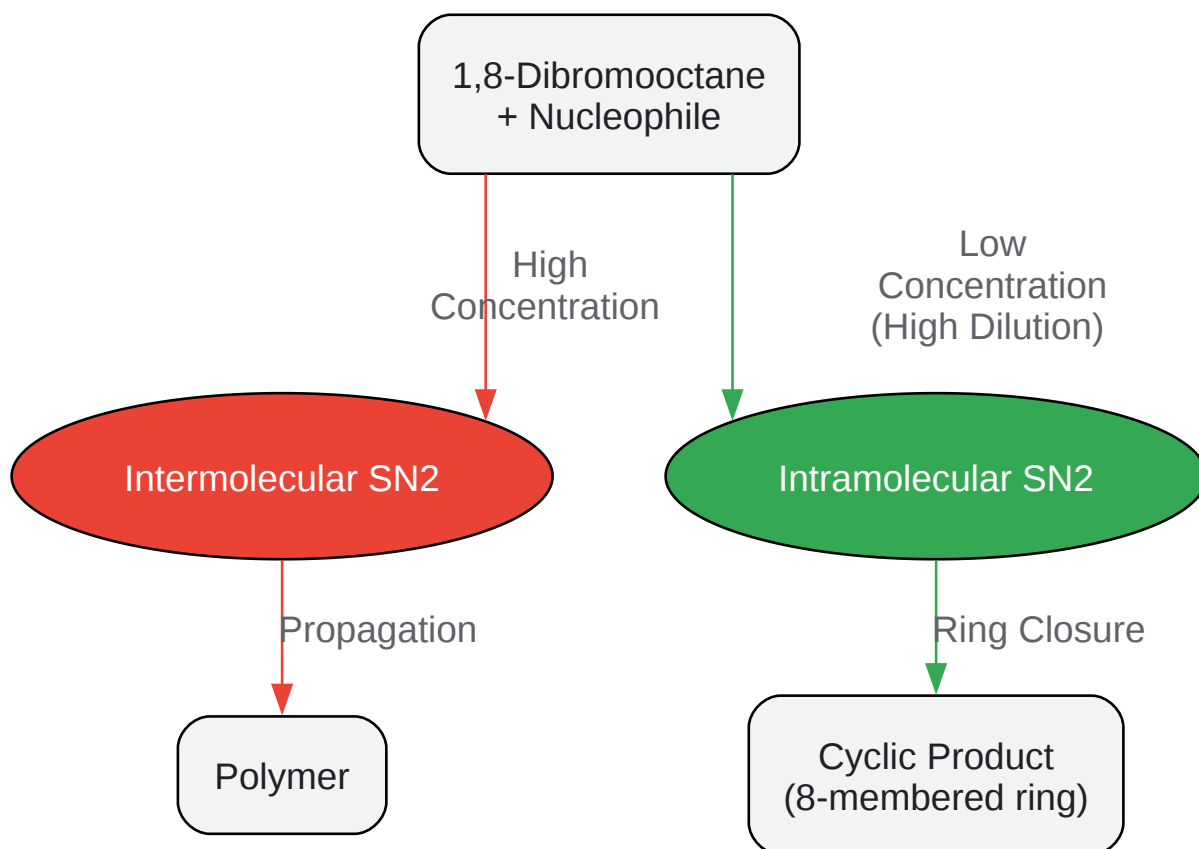 1,8-Dibromooctane
+ Nucleophile
High
Concentration
Low
Concentration
(High Dilution)
Intermolecular SN2
Intramolecular SN2
Propagation
Ring Closure
Polymer
Cyclic Product
(8-membered ring)